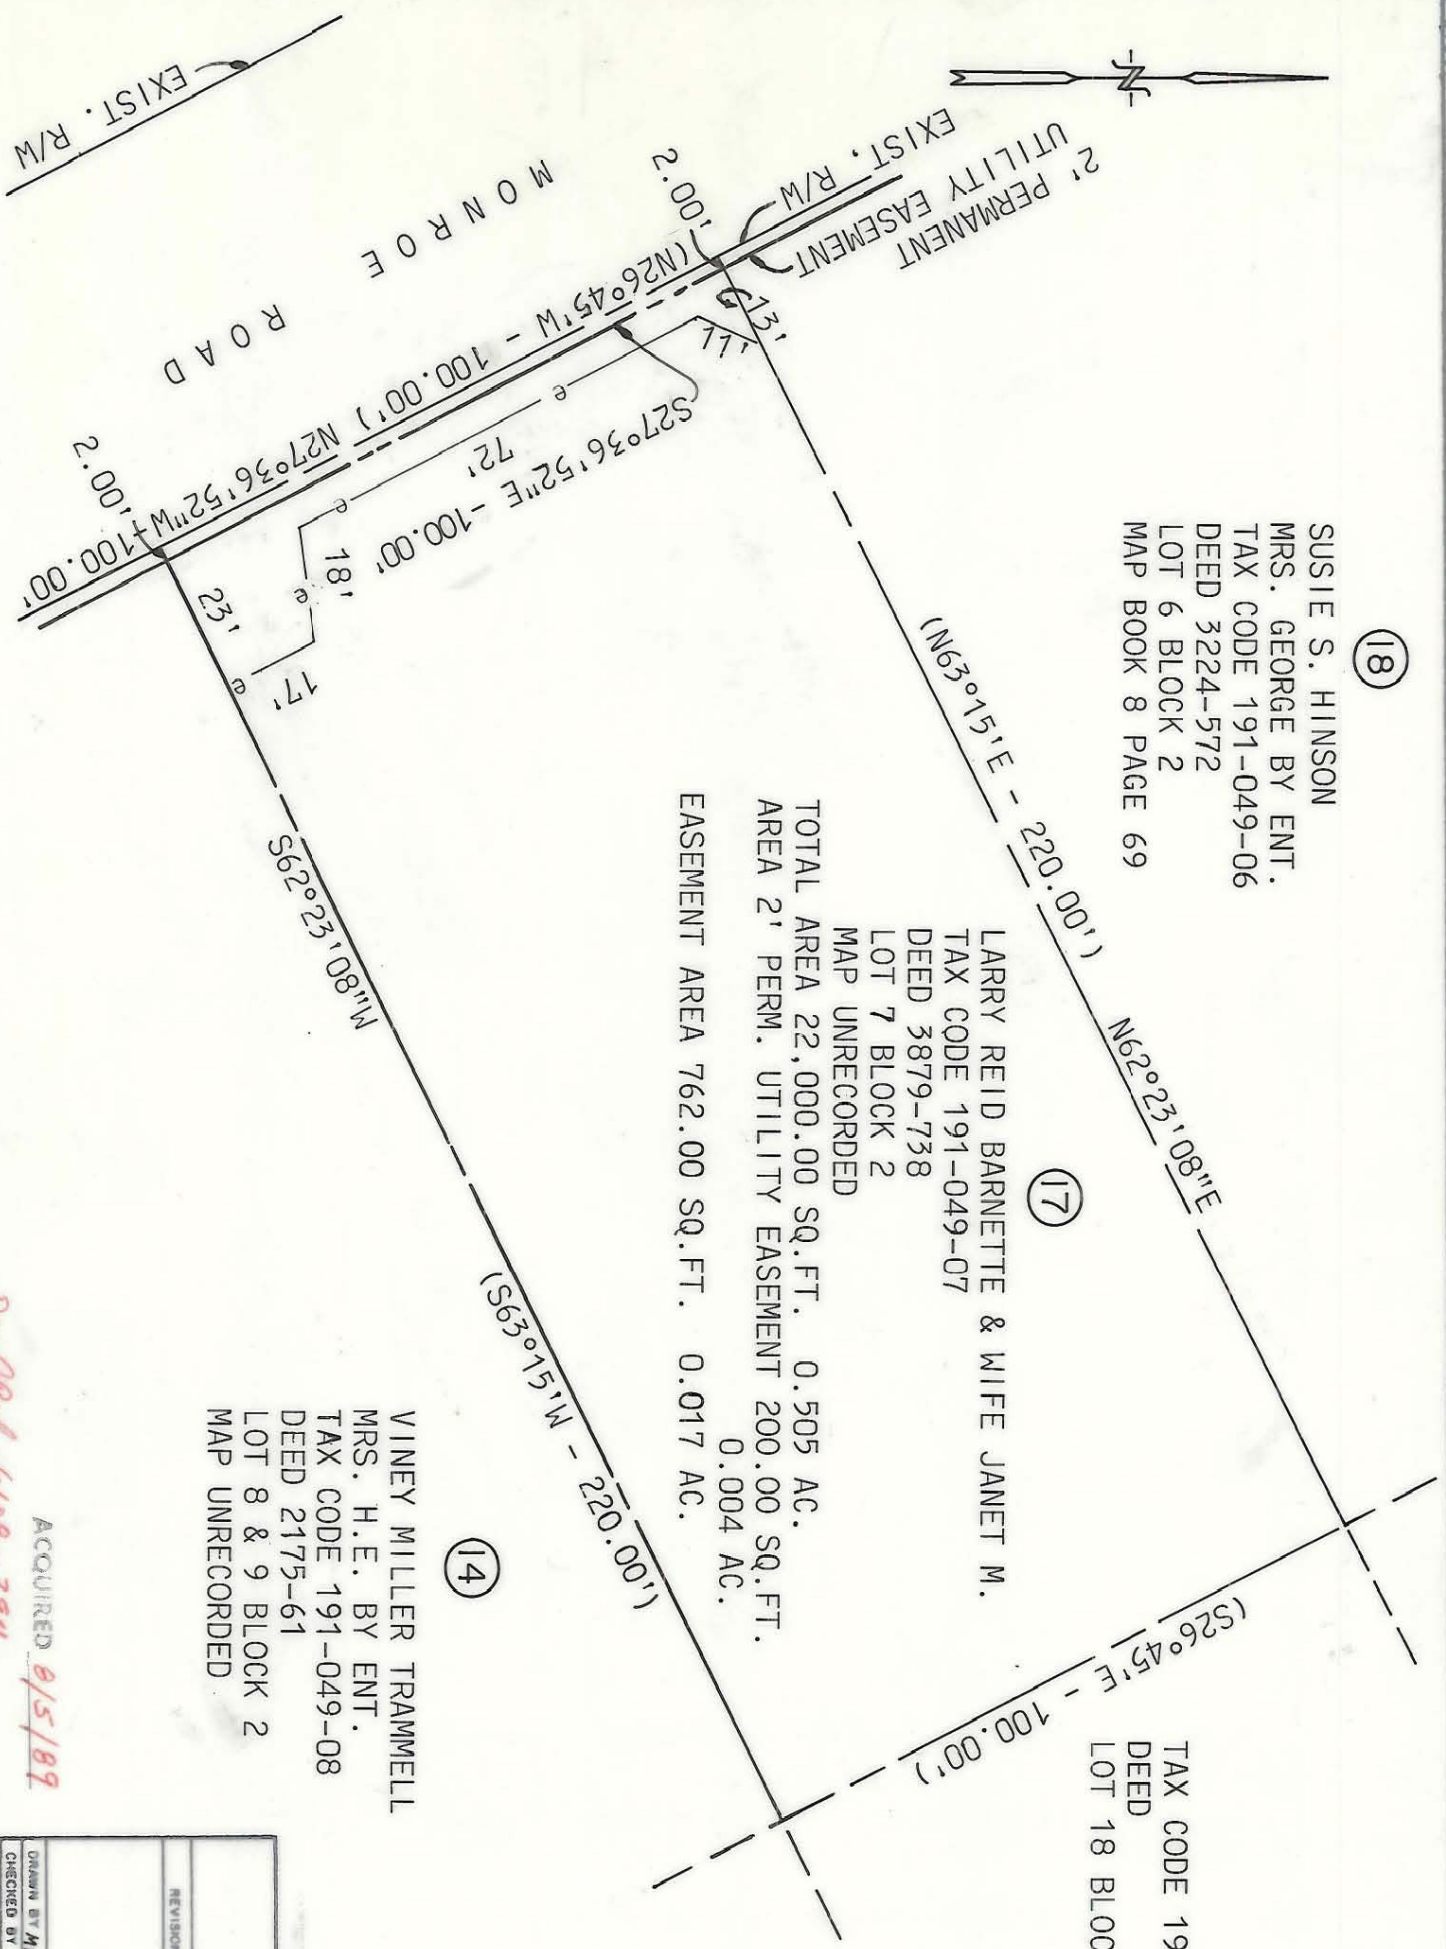 N
2' PERMANENT
UTILITY EASEMENT
EXIST. R/W
EXIST. R/W
MONROE ROAD
2.00'
13'
11'
(N26°45'W - 100.00')
N27°36'52"W - 100.00'
S27°36'52"E - 100.00'
e
72'
e
18'
e
17'
e
23'
2.00'
18
SUSIE S. HINSON
MRS. GEORGE BY ENT.
TAX CODE 191-049-06
DEED 3224-572
LOT 6 BLOCK 2
MAP BOOK 8 PAGE 69
(N63°15'E - 220.00')
N62°23'08"E
17
LARRY REID BARNETTE & WIFE JANET M.
TAX CODE 191-049-07
DEED 3879-738
LOT 7 BLOCK 2
MAP UNRECORDED
TOTAL AREA 22,000.00 SQ.FT. 0.505 AC.
AREA 2' PERM. UTILITY EASEMENT 200.00 SQ.FT.
0.004 AC.
EASEMENT AREA 762.00 SQ.FT. 0.017 AC.
S62°23'08"W
(S63°15'W - 220.00')
(S26°45'E - 100.00')
TAX CODE 19
DEED
LOT 18 BLOC
14
VINEY MILLER TRAMMELL
MRS. H.E. BY ENT.
TAX CODE 191-049-08
DEED 2175-61
LOT 8 & 9 BLOCK 2
MAP UNRECORDED
ACQUIRED 8/5/89
REVISION
DRAWN BY M.
CHECKED BY